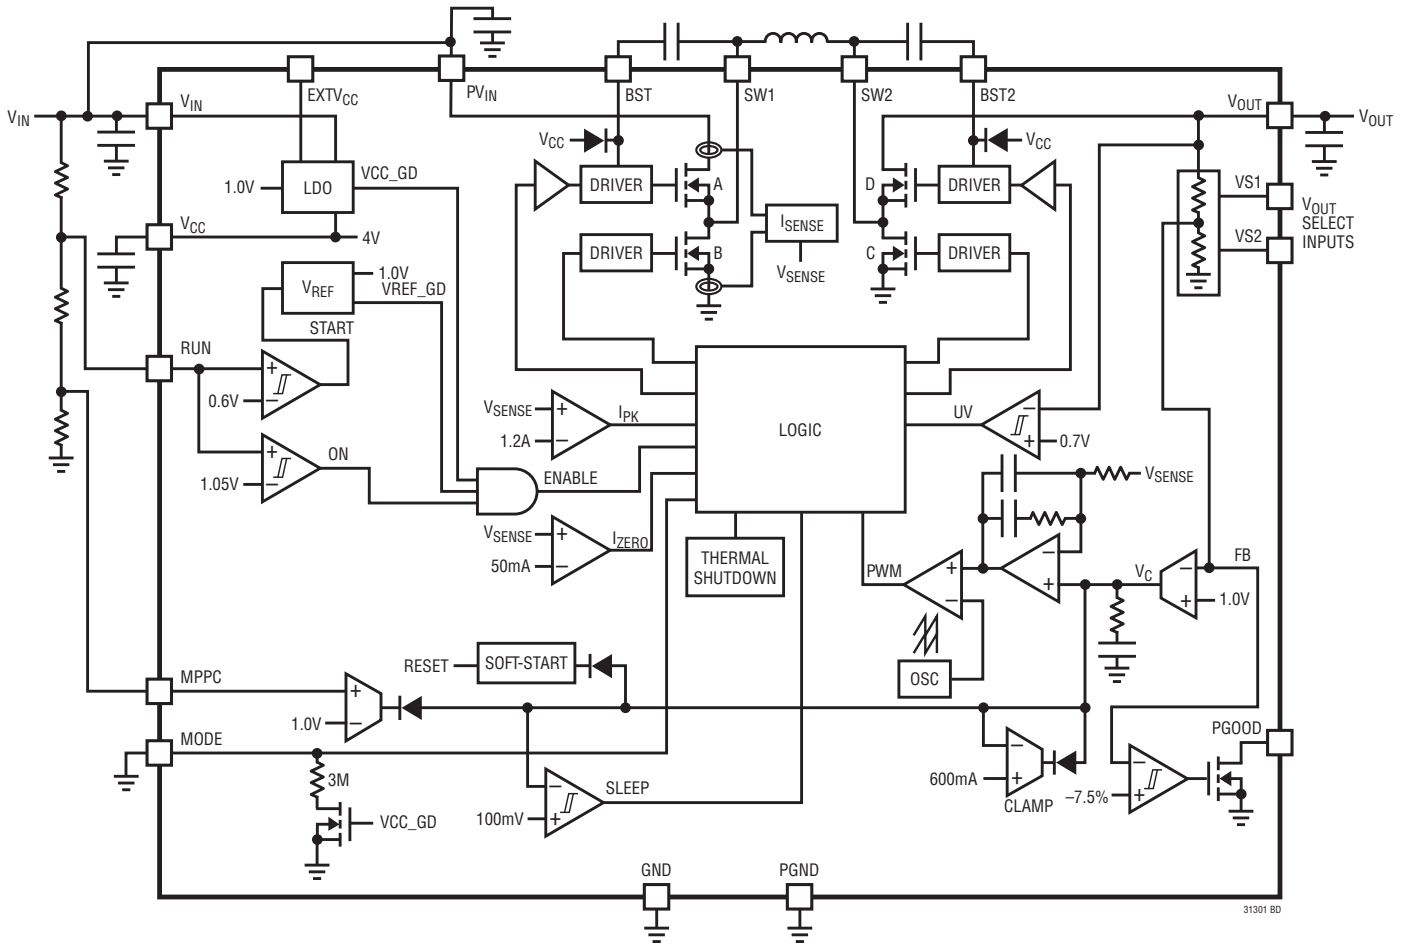 EXTVCC
PVIN
BST
SW1
SW2
BST2
VIN
VIN
VOUT
VOUT
VCC
VCC
LDO
1.0V
VCC_GD
DRIVER
A
D
DRIVER
VS1
VOUT
SELECT
INPUTS
VS2
ISENSE
VSENSE
VCC
4V
DRIVER
B
C
DRIVER
VREF
1.0V
VREF_GD
START
RUN
+
0.6V
–
+
ON
1.05V
–
VSENSE
+
IPK
1.2A
–
LOGIC
UV
–
+
0.7V
ENABLE
VSENSE
VSENSE
+
IZERO
50mA
–
THERMAL
SHUTDOWN
PWM
+
–
–
+
VC
–
+
FB
1.0V
OSC
RESET
SOFT-START
MPPC
+
1.0V
–
MODE
3M
VCC_GD
–
SLEEP
100mV
+
–
600mA
+
CLAMP
PGOOD
–
–7.5%
+
GND
PGND
31301 BD